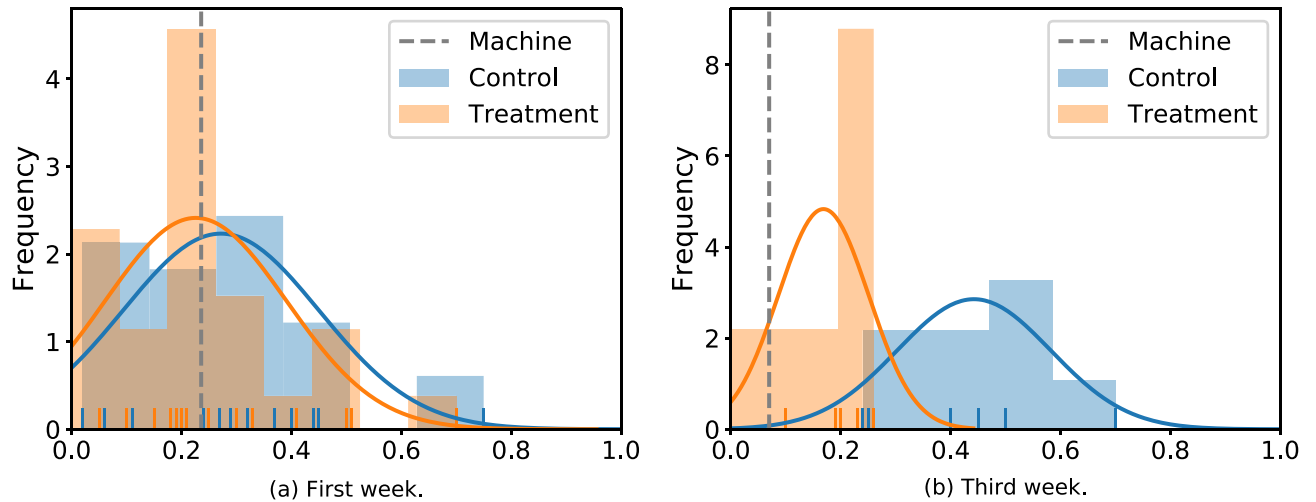 Frequency
4
3
2
1
0
Machine
Control
Treatment
0.0 0.2 0.4 0.6 0.8 1.0
(a) First week.
Frequency
8
6
4
2
0
Machine
Control
Treatment
0.0 0.2 0.4 0.6 0.8 1.0
(b) Third week.